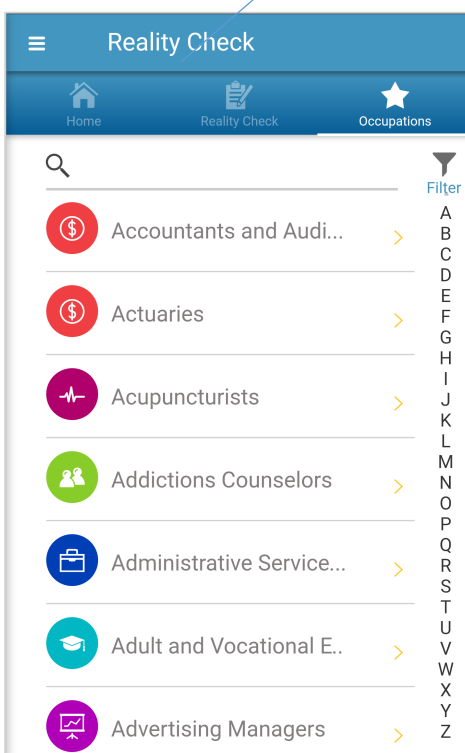 Reality Check
Home
Reality Check
Occupations
Filter
Accountants and Audi...
Actuaries
Acupuncturists
Addictions Counselors
Administrative Service...
Adult and Vocational E..
Advertising Managers
A
B
C
D
E
F
G
H
I
J
K
L
M
N
O
P
Q
R
S
T
U
V
W
X
Y
Z